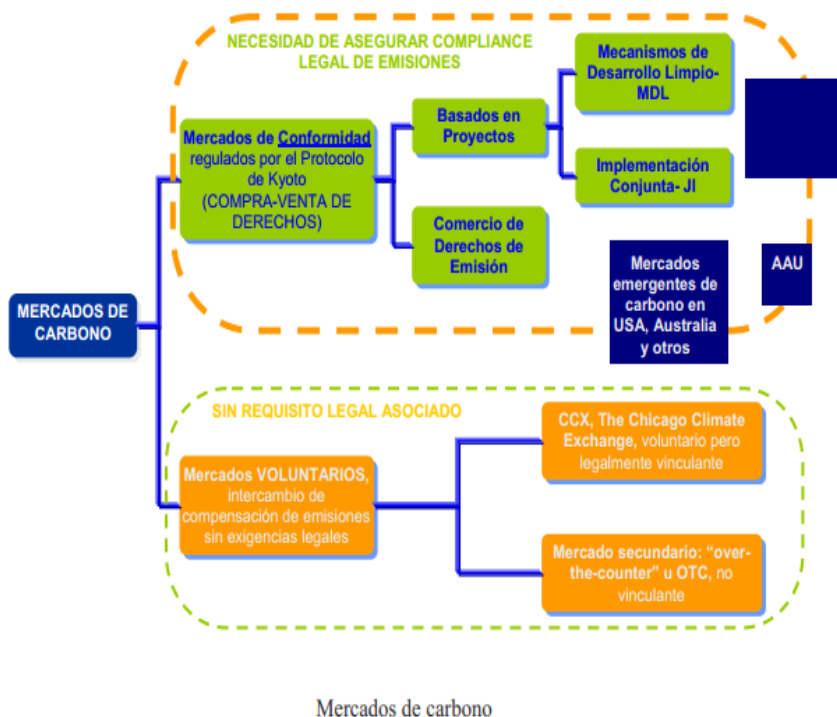 NECESIDAD DE ASEGURAR COMPLIANCE
LEGAL DE EMISIONES
Mecanismos de
Desarrollo Limpio-
MDL
Mercados de Conformidad
regulados por el Protocolo
de Kyoto
(COMPRA-VENTA DE
DERECHOS)
Basados en
Proyectos
Implementación
Conjunta- JI
Comercio de
Derechos de
Emisión
Mercados
emergentes de
carbono en
USA, Australia
y otros
AAU
MERCADOS DE
CARBONO
SIN REQUISITO LEGAL ASOCIADO
CCX, The Chicago Climate
Exchange, voluntario pero
legalmente vinculante
Mercados VOLUNTARIOS,
intercambio de
compensación de emisiones
sin exigencias legales
Mercado secundario: “over-
the-counter” u OTC, no
vinculante
Mercados de carbono